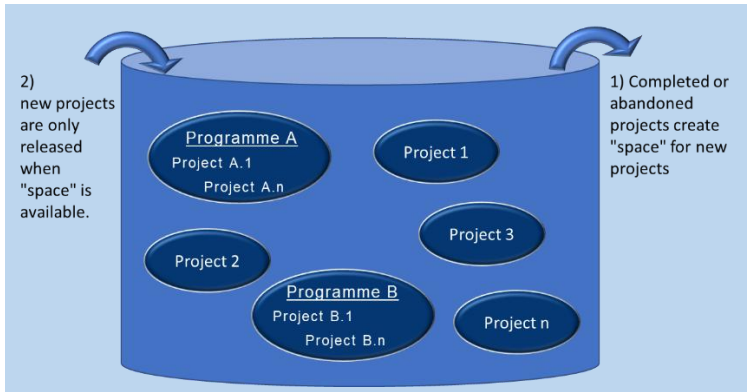 2)
new projects
are only
released
when
"space" is
available.
1) Completed or
abandoned
projects create
"space" for new
projects
Programme A
Project A.1
Project A.n
Project 1
Project 2
Project 3
Programme B
Project B.1
Project B.n
Project n